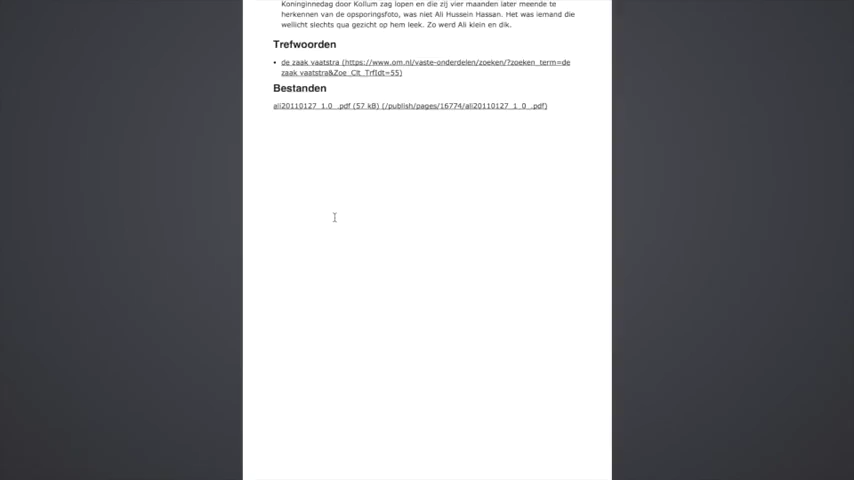 Koninginnedag door Kollum zag lopen en die zij vier maanden later meende te
herkennen van de opsporingsfoto, was niet Ali Hussein Hassan. Het was iemand die
wellicht slechts qua gezicht op hem leek. Zo werd Ali klein en dik.
Trefwoorden
• de zaak vaatstra (https://www.om.nl/vaste-onderdelen/zoeken/?zoeken_term=de
zaak vaatstra&Zoe_Cit_TrfIdt=55)
Bestanden
ali20110127_1.0_.pdf (57 kB) (/publish/pages/16774/ali20110127_1_0_.pdf)